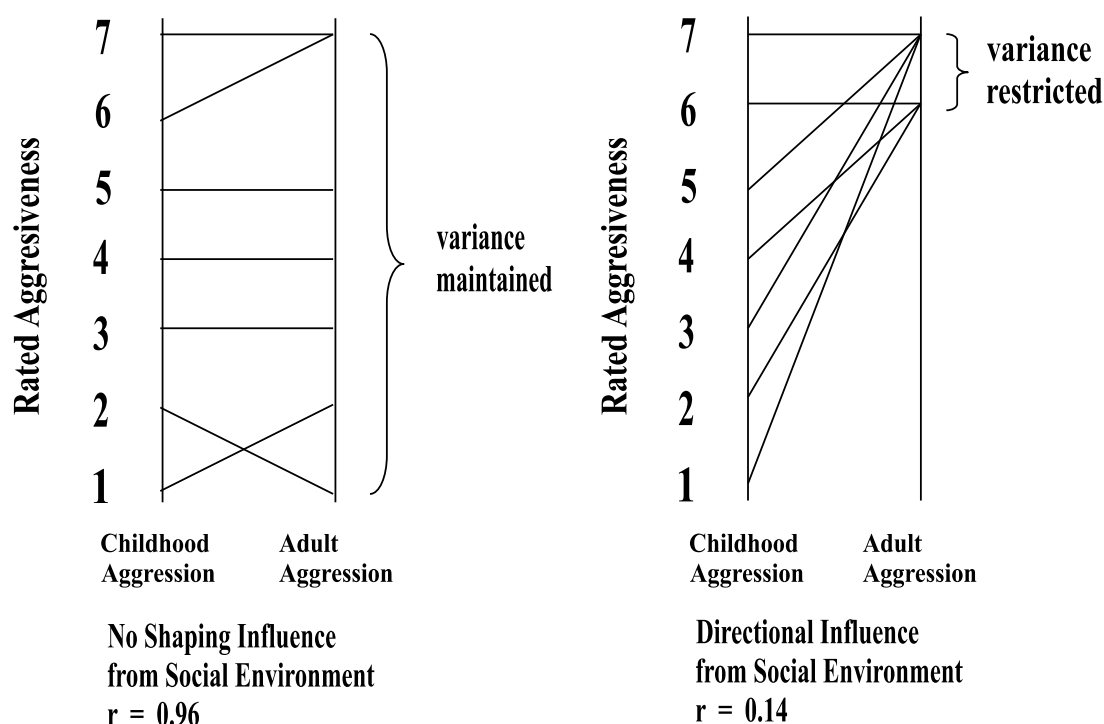 Rated Aggresiveness
7
6
5
4
3
2
1
variance
maintained
Childhood
Aggression
Adult
Aggression
No Shaping Influence
from Social Environment
r = 0.96
Rated Aggresiveness
7
6
5
4
3
2
1
variance
restricted
Childhood
Aggression
Adult
Aggression
Directional Influence
from Social Environment
r = 0.14